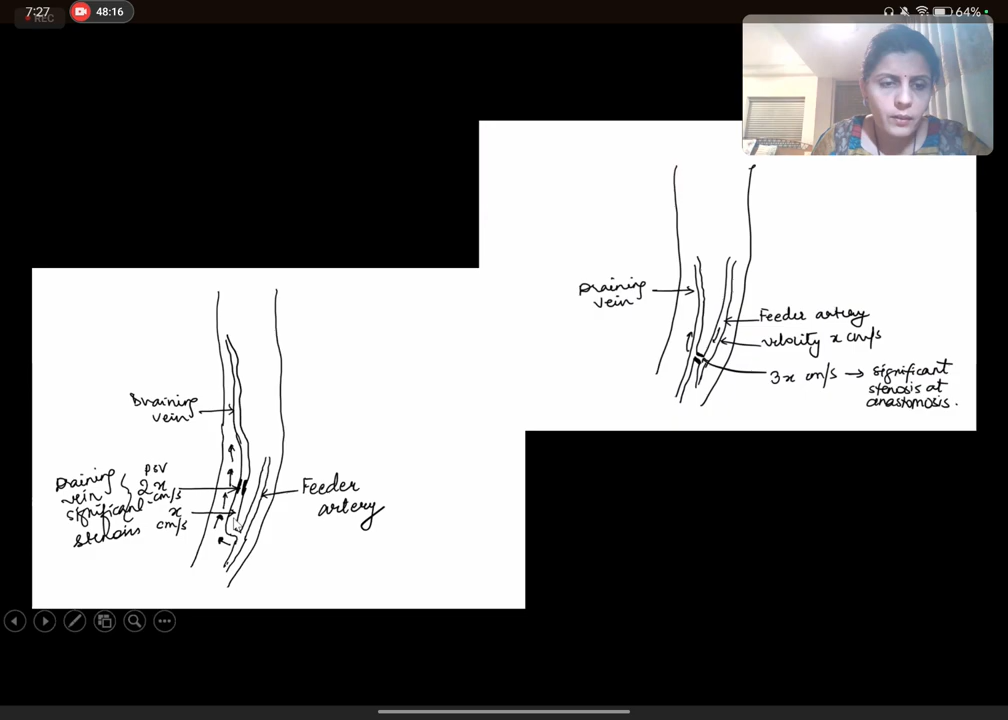 7:27
REC
48:16
64%
Draining
vein
Feeder artery
velocity x cm/s
3x cm/s → significant
stenosis at
anastomosis.
Draining
vein
Draining
vein
significant
stenosis
PSV
2x
cm/s
x
cm/s
Feeder
artery